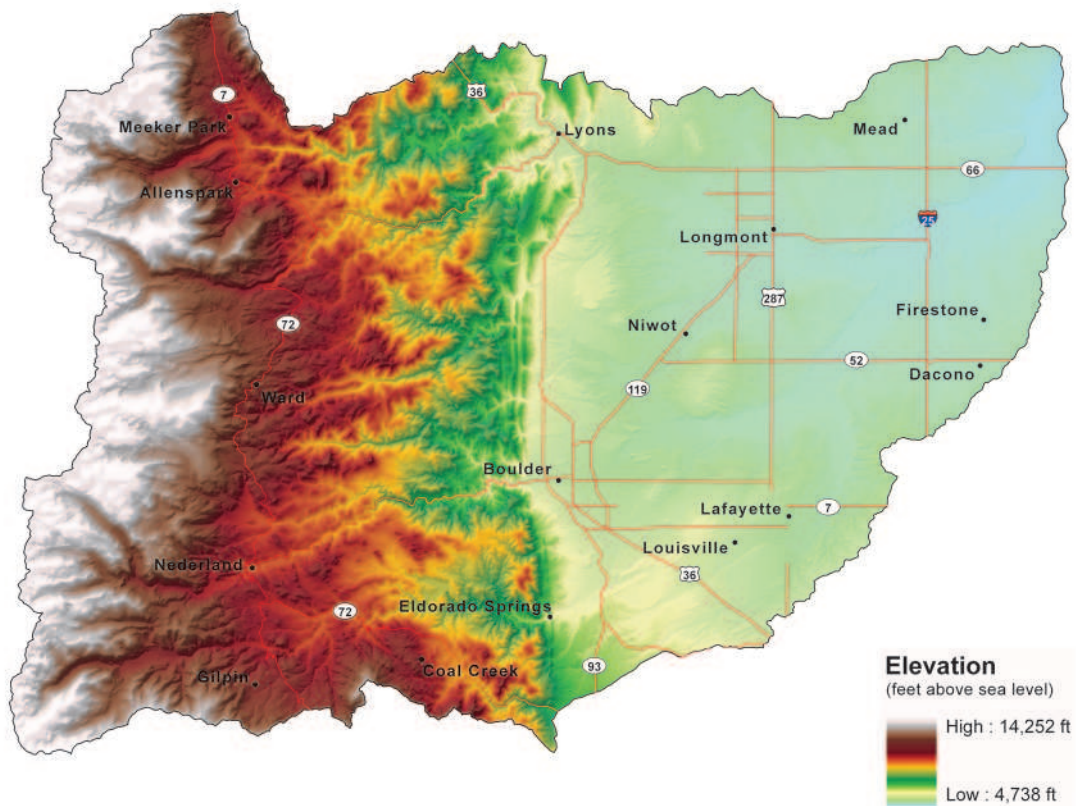 7
36
Meeker Park
Lyons
Mead
66
Allenspark
25
Longmont
287
72
Firestone
Niwot
52
Dacono
119
Ward
Boulder
7
Lafayette
Louisville
Nederland
36
72
Eldorado Springs
93
Coal Creek
Gilpin
Elevation
(feet above sea level)
High : 14,252 ft
Low : 4,738 ft